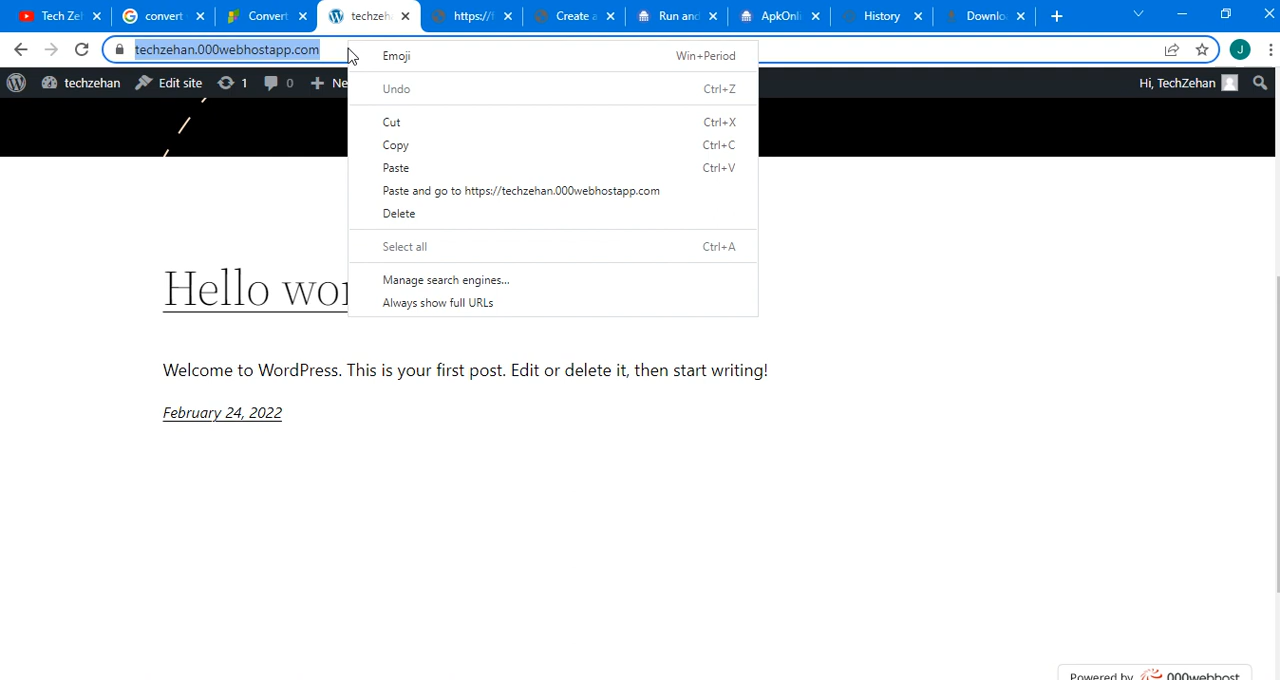 Tech Zel convert Convert techzeh https:// Create a Run and ApkOnli History Downlo
techzehan.000webhostapp.com
techzehan Edit site 1 0 Ne Hi, TechZehan
J
Emoji Win+Period
Undo Ctrl+Z
Cut Ctrl+X
Copy Ctrl+C
Paste Ctrl+V
Paste and go to https://techzehan.000webhostapp.com
Delete
Select all Ctrl+A
Manage search engines...
Always show full URLs
Hello wor
Welcome to WordPress. This is your first post. Edit or delete it, then start writing!
February 24, 2022
Powered by 000webhost